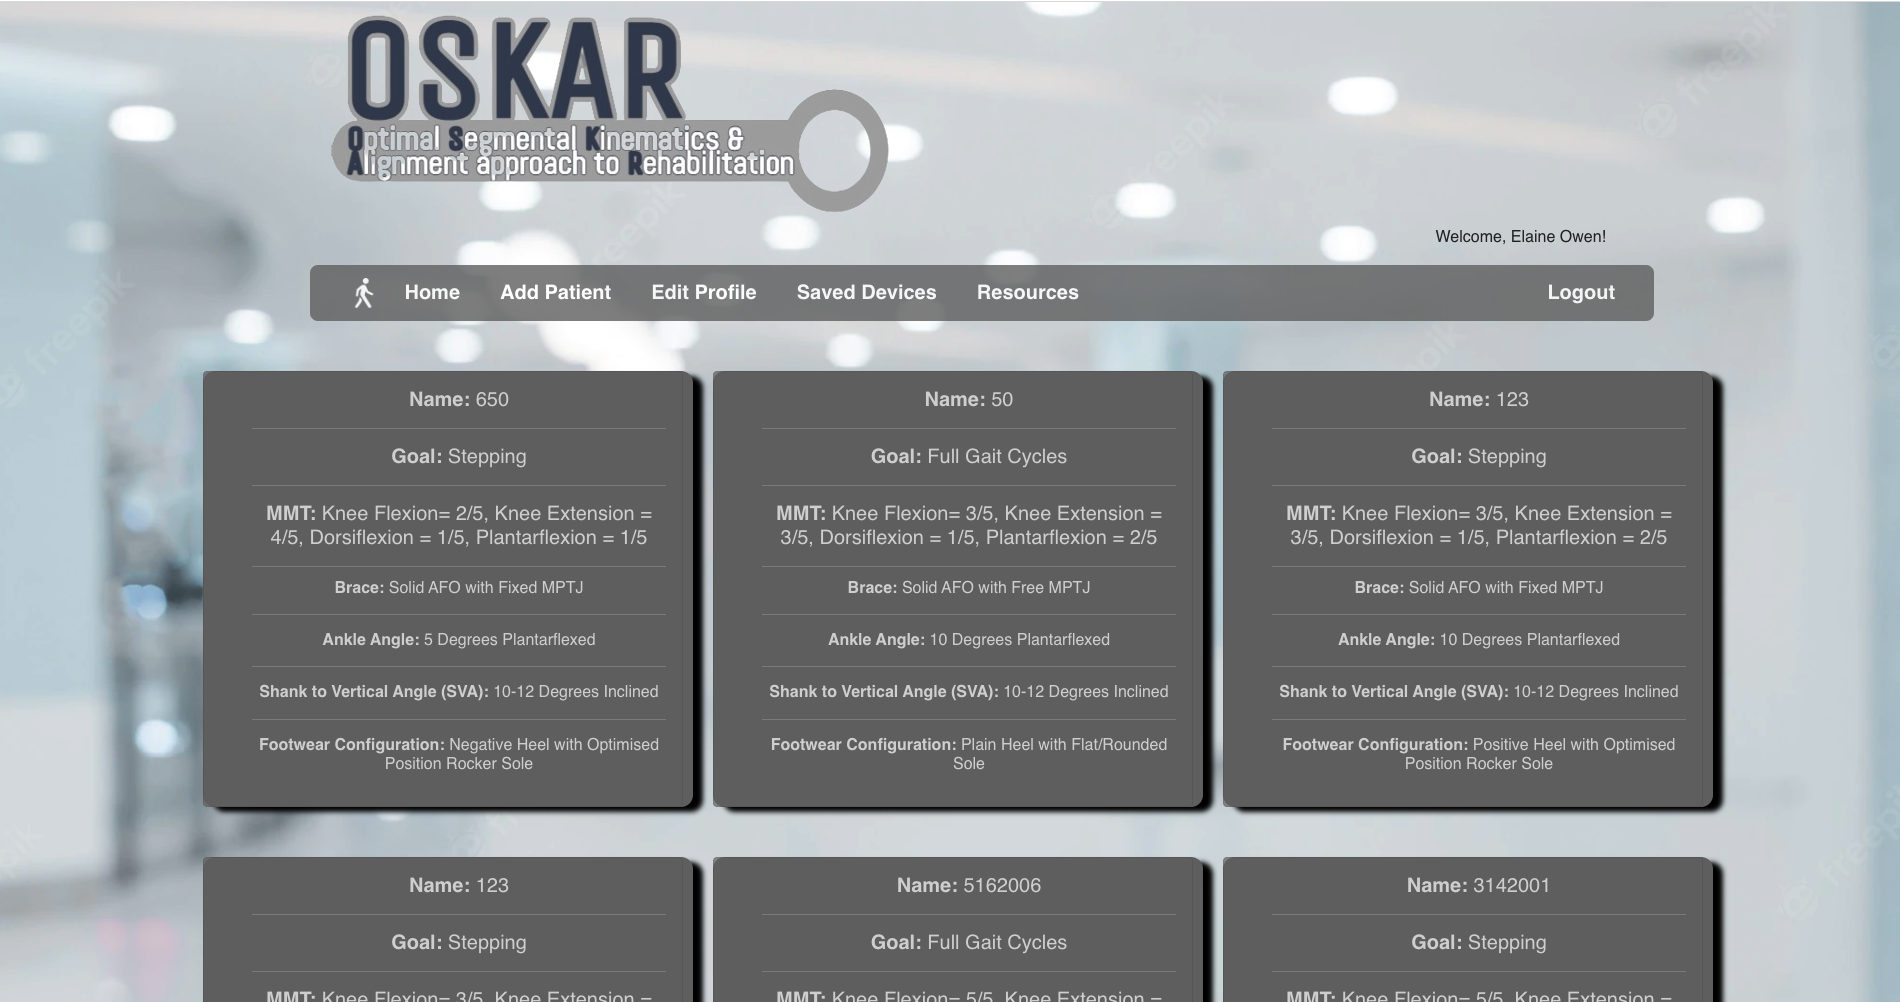 OSKAR
Optimal Segmental Kinematics &
Alignment approach to Rehabilitation
Welcome, Elaine Owen!
Home Add Patient Edit Profile Saved Devices Resources Logout
Name: 650
Goal: Stepping
MMT: Knee Flexion= 2/5, Knee Extension =
4/5, Dorsiflexion = 1/5, Plantarflexion = 1/5
Brace: Solid AFO with Fixed MPTJ
Ankle Angle: 5 Degrees Plantarflexed
Shank to Vertical Angle (SVA): 10-12 Degrees Inclined
Footwear Configuration: Negative Heel with Optimised
Position Rocker Sole
Name: 50
Goal: Full Gait Cycles
MMT: Knee Flexion= 3/5, Knee Extension =
3/5, Dorsiflexion = 1/5, Plantarflexion = 2/5
Brace: Solid AFO with Free MPTJ
Ankle Angle: 10 Degrees Plantarflexed
Shank to Vertical Angle (SVA): 10-12 Degrees Inclined
Footwear Configuration: Plain Heel with Flat/Rounded
Sole
Name: 123
Goal: Stepping
MMT: Knee Flexion= 3/5, Knee Extension =
3/5, Dorsiflexion = 1/5, Plantarflexion = 2/5
Brace: Solid AFO with Fixed MPTJ
Ankle Angle: 10 Degrees Plantarflexed
Shank to Vertical Angle (SVA): 10-12 Degrees Inclined
Footwear Configuration: Positive Heel with Optimised
Position Rocker Sole
Name: 123
Goal: Stepping
MMT: Knee Flexion= 3/5, Knee Extension =
Name: 5162006
Goal: Full Gait Cycles
MMT: Knee Flexion= 5/5, Knee Extension =
Name: 3142001
Goal: Stepping
MMT: Knee Flexion= 5/5, Knee Extension =
freepik
freepik
freepik
freepik
freepik